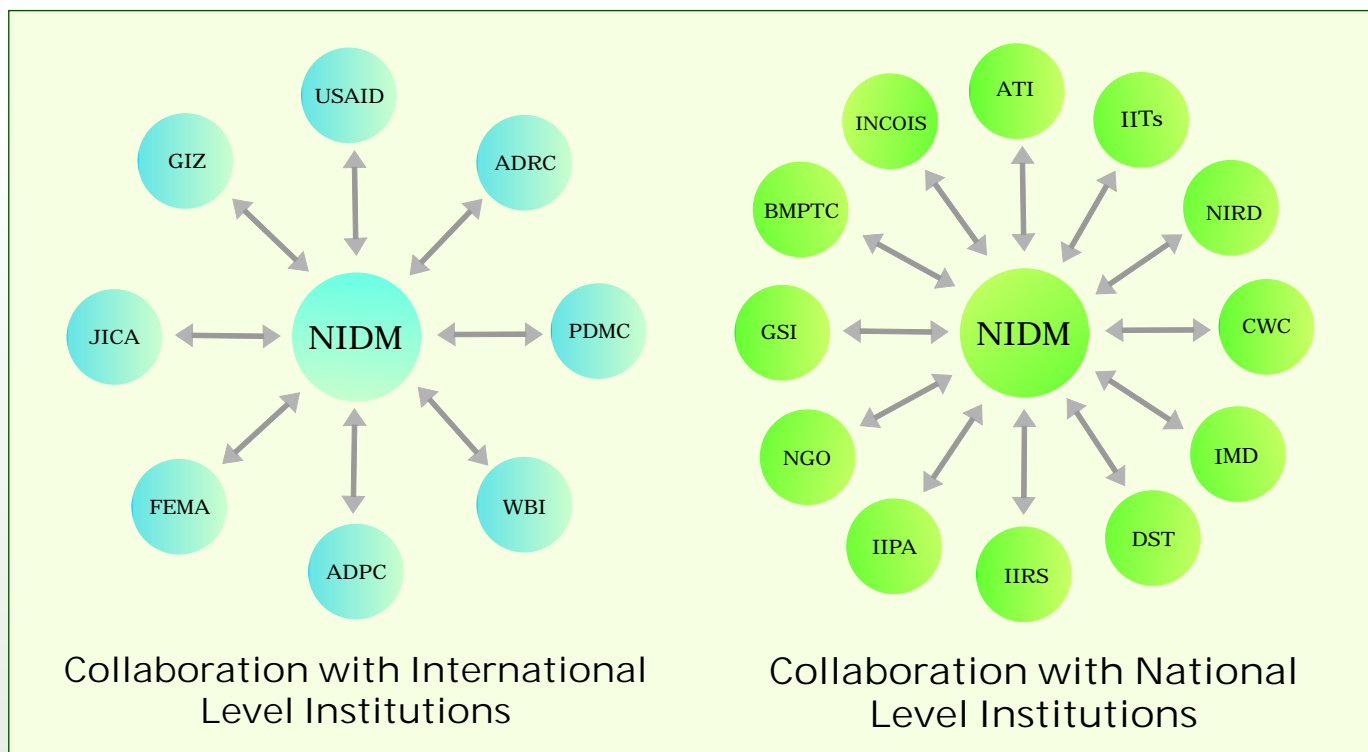 USAID
ADRC
PDMC
WBI
ADPC
FEMA
JICA
GIZ
NIDM
Collaboration with International
Level Institutions
ATI
IITs
NIRD
CWC
IMD
DST
IIRS
IIPA
NGO
GSI
BMPTC
INCOIS
NIDM
Collaboration with National
Level Institutions